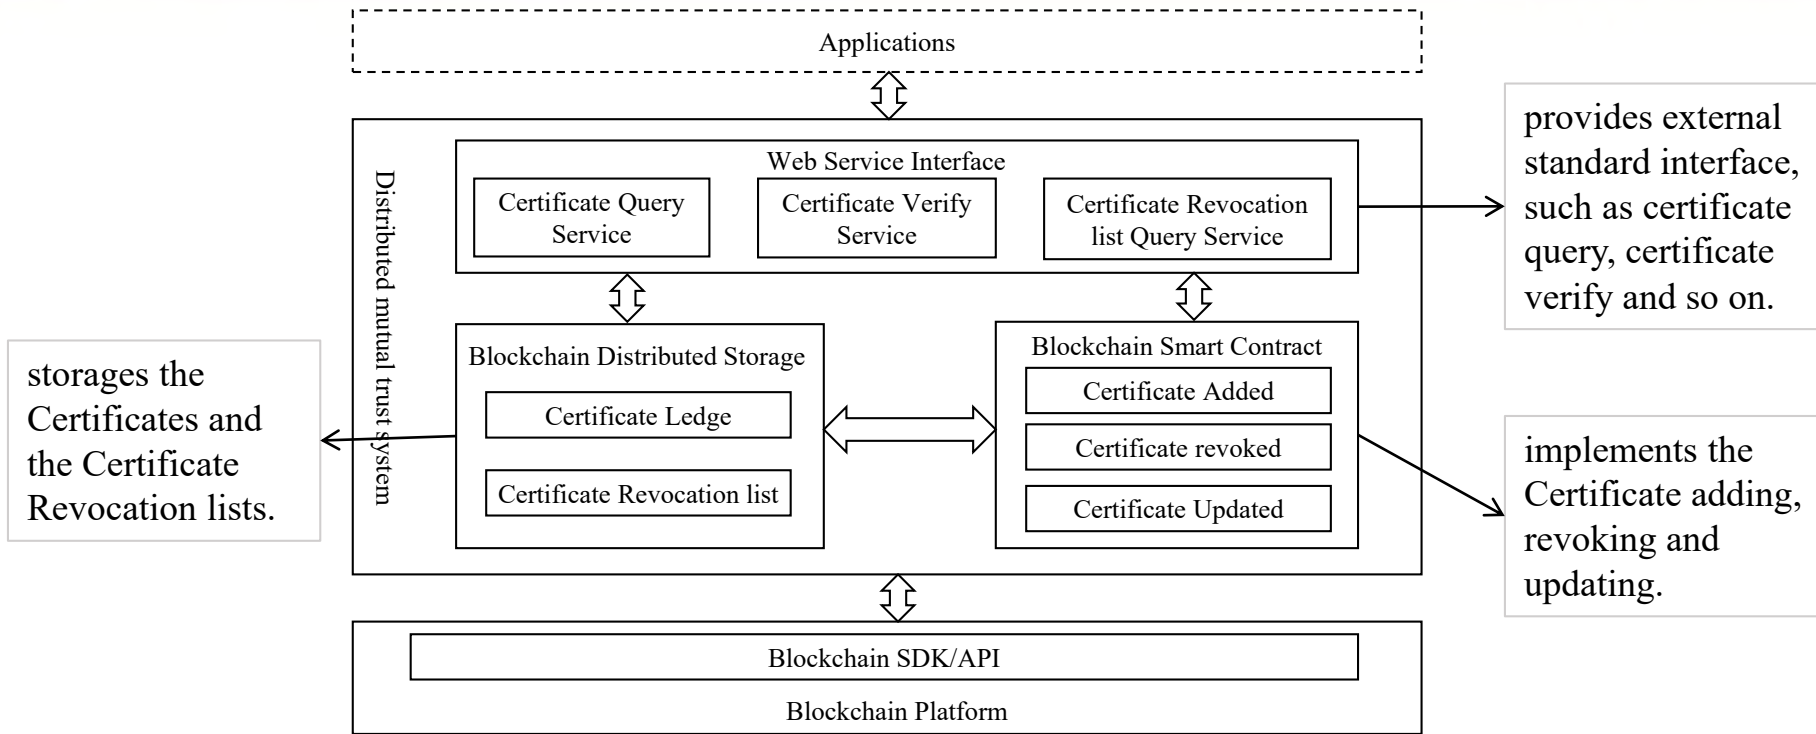 Applications
Distributed mutual trust system
Web Service Interface
Certificate Query
Service
Certificate Verify
Service
Certificate Revocation
list Query Service
provides external
standard interface,
such as certificate
query, certificate
verify and so on.
Blockchain Distributed Storage
Certificate Ledge
Certificate Revocation list
storages the
Certificates and
the Certificate
Revocation lists.
Blockchain Smart Contract
Certificate Added
Certificate revoked
Certificate Updated
implements the
Certificate adding,
revoking and
updating.
Blockchain SDK/API
Blockchain Platform